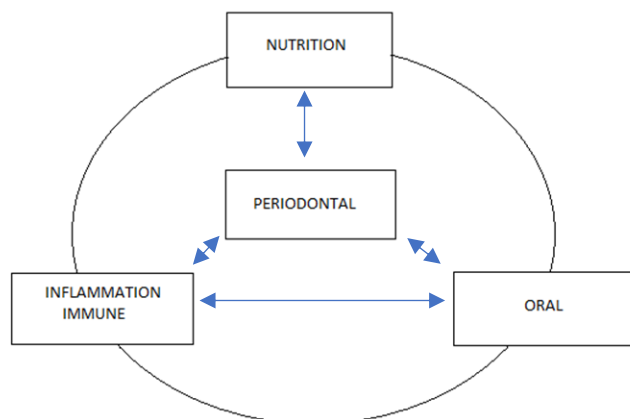 NUTRITION
PERIODONTAL
INFLAMMATION
IMMUNE
ORAL